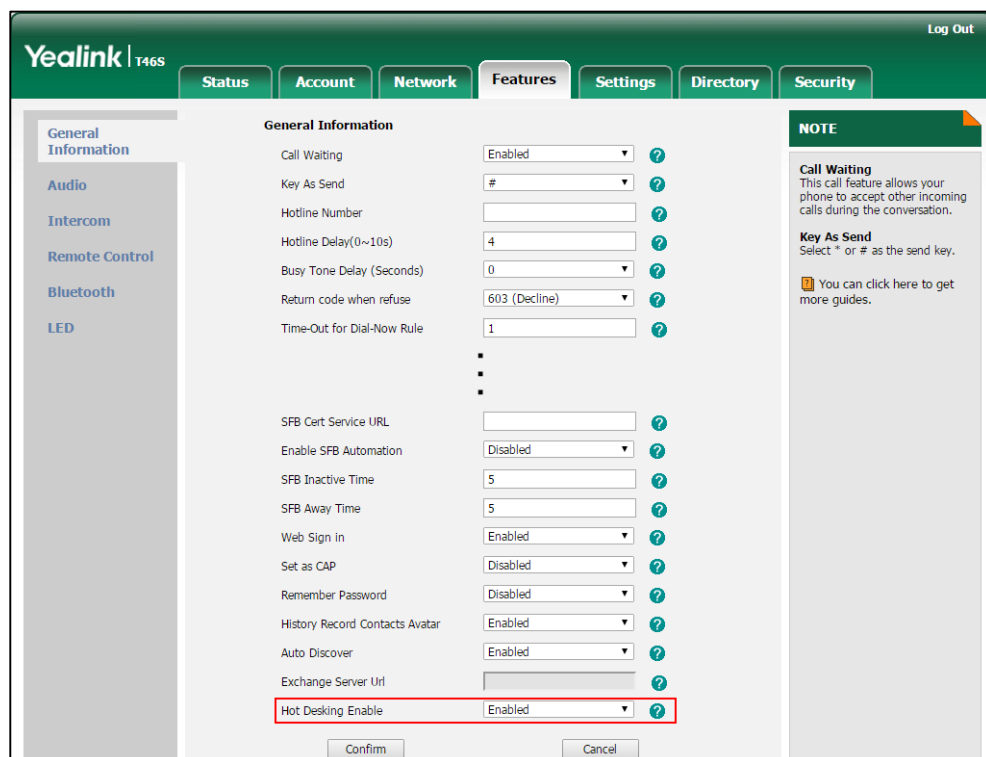 Log Out
Yealink T46S
Status Account Network Features Settings Directory Security
General Information
Audio
Intercom
Remote Control
Bluetooth
LED
General Information
Call Waiting Enabled
Key As Send #
Hotline Number
Hotline Delay(0~10s) 4
Busy Tone Delay (Seconds) 0
Return code when refuse 603 (Decline)
Time-Out for Dial-Now Rule 1
SFB Cert Service URL
Enable SFB Automation Disabled
SFB Inactive Time 5
SFB Away Time 5
Web Sign in Enabled
Set as CAP Disabled
Remember Password Disabled
History Record Contacts Avatar Enabled
Auto Discover Enabled
Exchange Server Url
Hot Desking Enable Enabled
Confirm Cancel
NOTE
Call Waiting
This call feature allows your
phone to accept other incoming
calls during the conversation.
Key As Send
Select * or # as the send key.
You can click here to get
more guides.